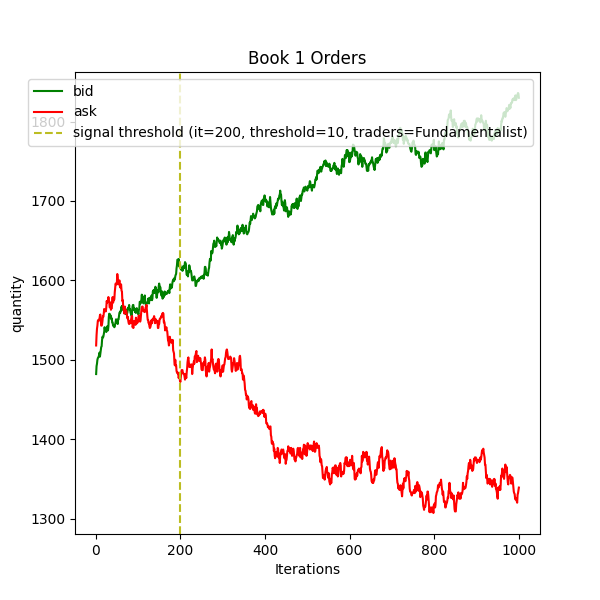 Book 1 Orders
bid
ask
signal threshold (it=200, threshold=10, traders=Fundamentalist)
1800
1700
1600
1500
1400
1300
quantity
0 200 400 600 800 1000
Iterations